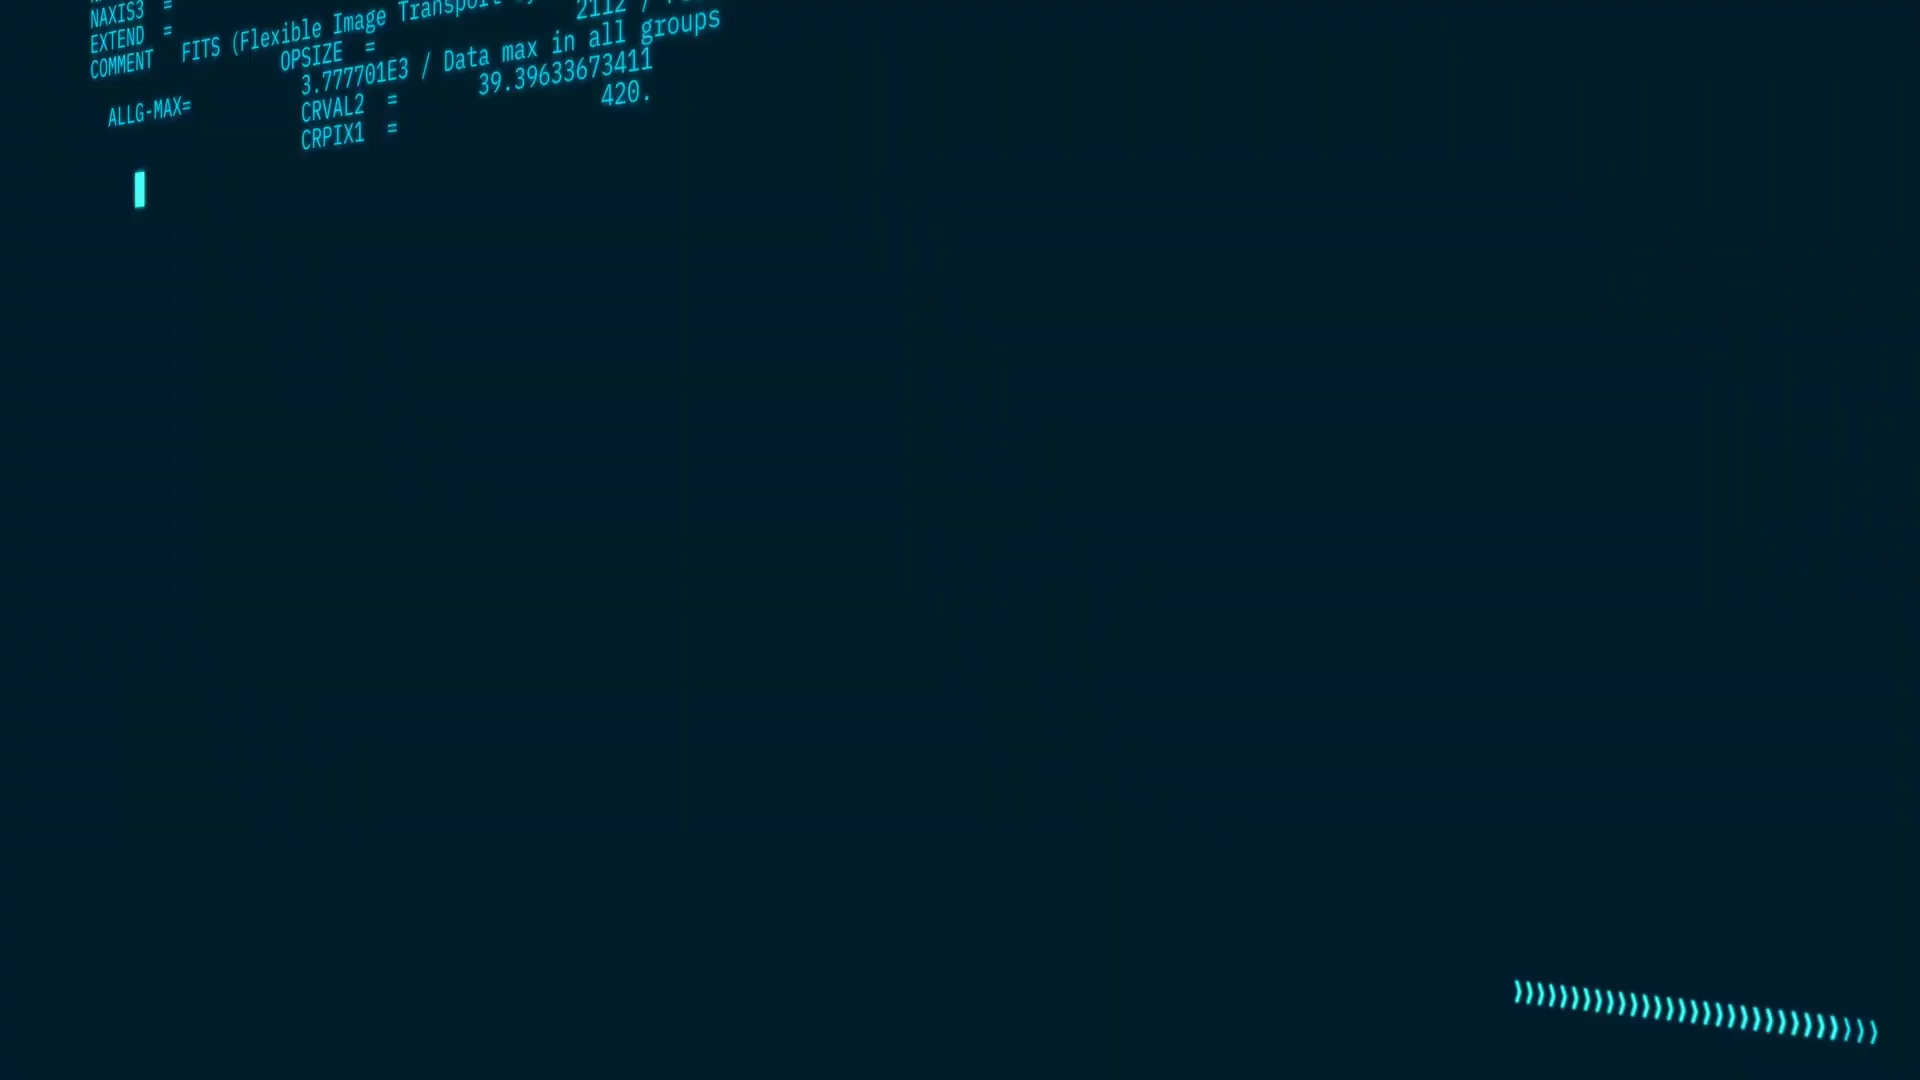 NAXIS3 =
EXTEND =
COMMENT FITS (Flexible Image Transport
OPSIZE = 2112 /
ALLG-MAX= 3.777701E3 / Data max in all groups
CRVAL2 = 39.39633673411
CRPIX1 = 420.
⟩⟩⟩⟩⟩⟩⟩⟩⟩⟩⟩⟩⟩⟩⟩⟩⟩⟩⟩⟩⟩⟩⟩⟩⟩⟩⟩⟩⟩⟩